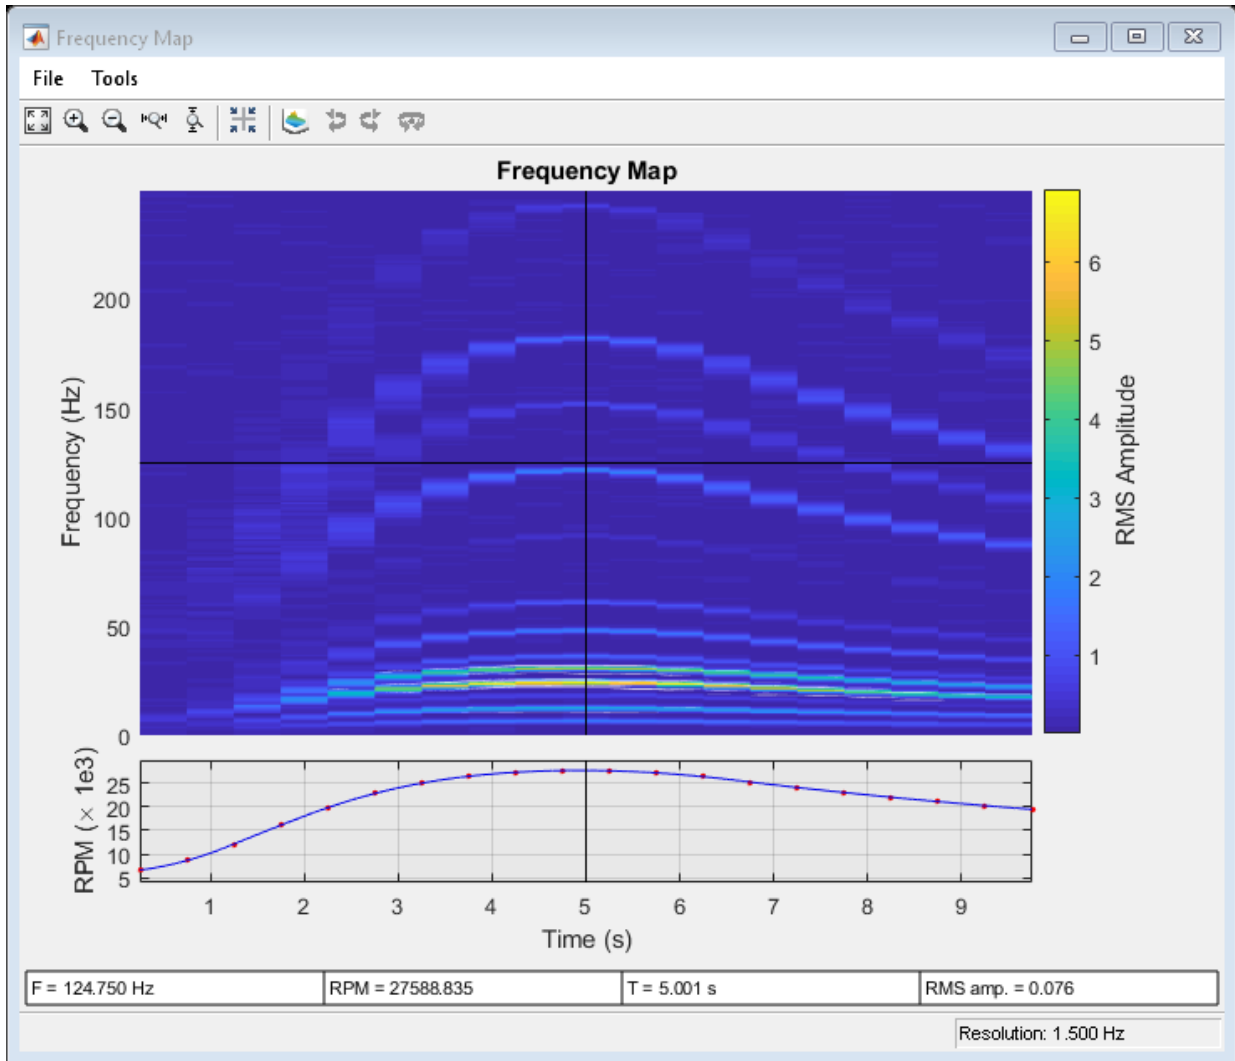 Frequency Map
File Tools
Frequency Map
200
150
100
50
0
Frequency (Hz)
6
5
4
3
2
1
RMS Amplitude
25
20
15
10
5
RPM (× 1e3)
1 2 3 4 5 6 7 8 9
Time (s)
F = 124.750 Hz RPM = 27588.835 T = 5.001 s RMS amp. = 0.076
Resolution: 1.500 Hz